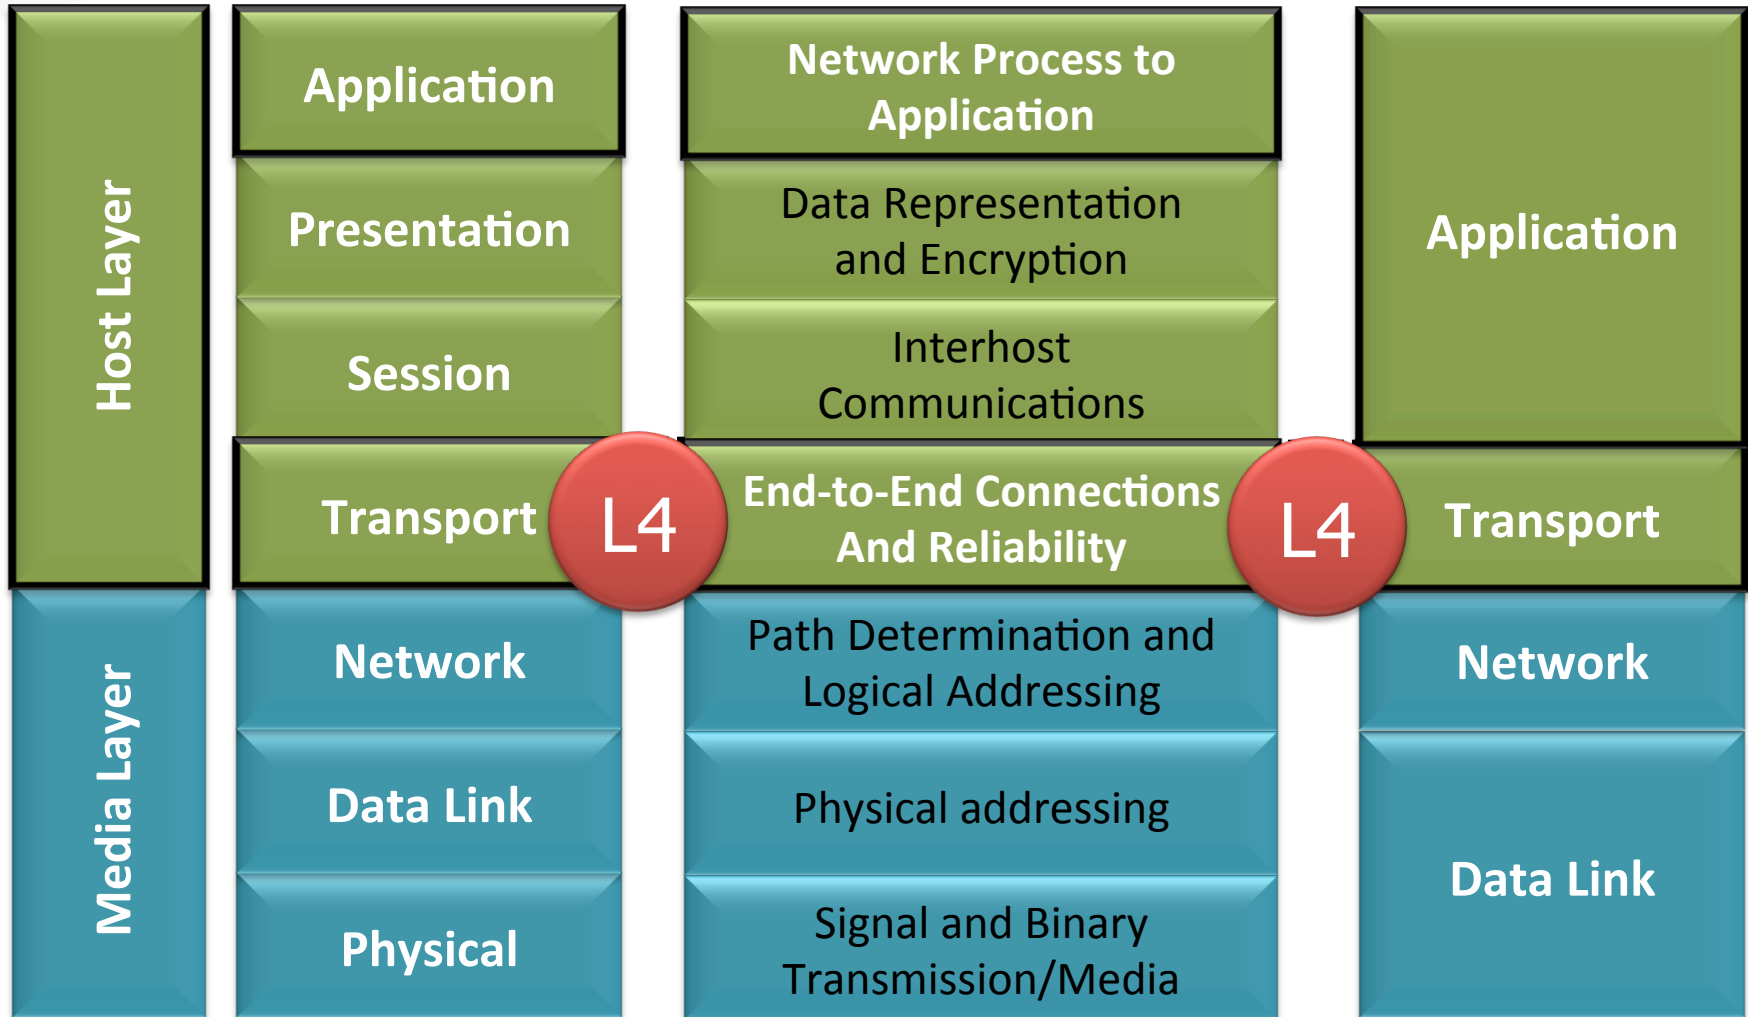 Host Layer
Media Layer
Application
Presentation
Session
Transport
Network
Data Link
Physical
L4
Network Process to
Application
Data Representation
and Encryption
Interhost
Communications
End-to-End Connections
And Reliability
Path Determination and
Logical Addressing
Physical addressing
Signal and Binary
Transmission/Media
L4
Application
Transport
Network
Data Link